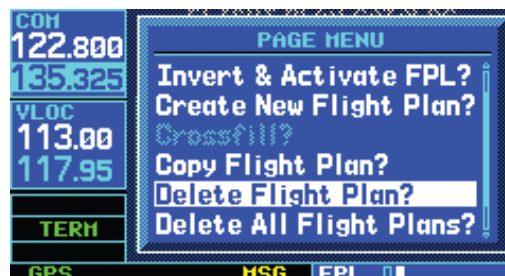 COM
122.800
135.325
VLOC
113.00
117.95
TERM
GPS
PAGE MENU
Invert & Activate FPL?
Create New Flight Plan?
Crossfill?
Copy Flight Plan?
Delete Flight Plan?
Delete All Flight Plans?
MSG
FPL